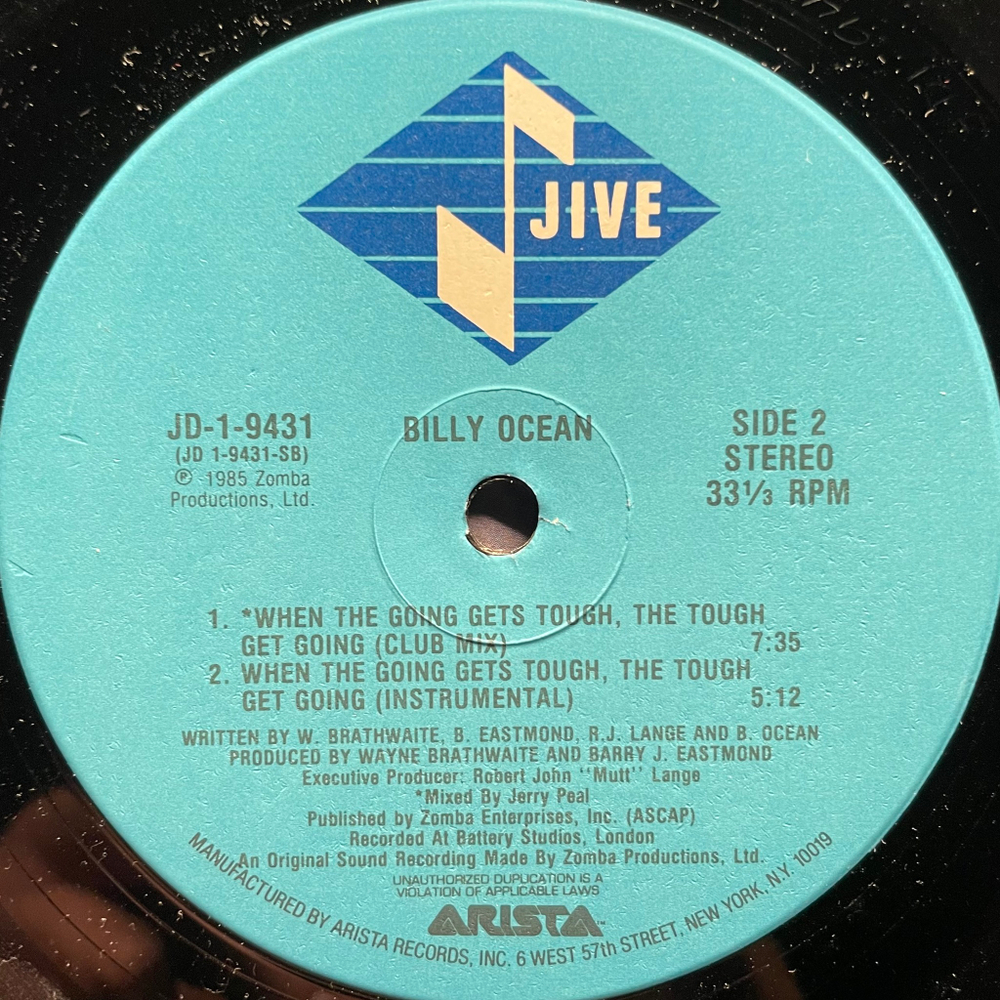 JIVE
JD-1-9431
(JD 1-9431-SB)
℗ 1985 Zomba
Productions, Ltd.
BILLY OCEAN
SIDE 2
STEREO
33⅓ RPM
1. *WHEN THE GOING GETS TOUGH, THE TOUGH
GET GOING (CLUB MIX) 7:35
2. WHEN THE GOING GETS TOUGH, THE TOUGH
GET GOING (INSTRUMENTAL) 5:12
WRITTEN BY W. BRATHWAITE, B. EASTMOND, R.J. LANGE AND B. OCEAN
PRODUCED BY WAYNE BRATHWAITE AND BARRY J. EASTMOND
Executive Producer: Robert John "Mutt" Lange
*Mixed By Jerry Peal
Published by Zomba Enterprises, Inc. (ASCAP)
Recorded At Battery Studios, London
An Original Sound Recording Made By Zomba Productions, Ltd.
UNAUTHORIZED DUPLICATION IS A
VIOLATION OF APPLICABLE LAWS
ARISTA™
MANUFACTURED BY ARISTA RECORDS, INC. 6 WEST 57th STREET, NEW YORK, N.Y. 10019